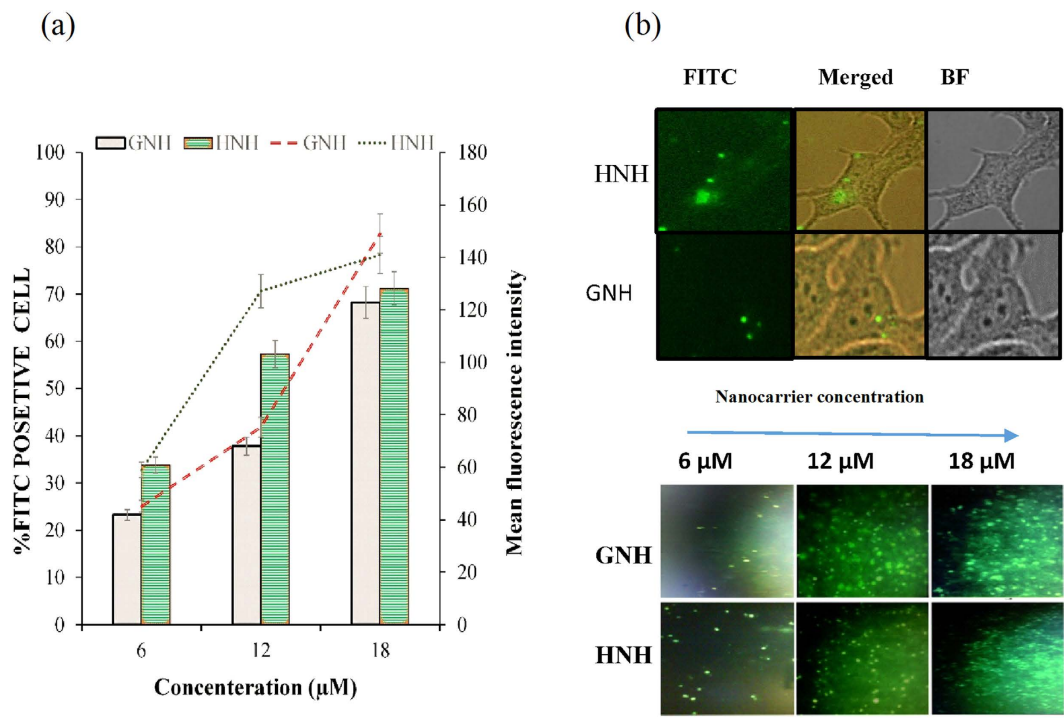 (a)
GNH HNH GNH HNH
100
90
80
70
60
50
40
30
20
10
0
%FITC POSETIVE CELL
180
160
140
120
100
80
60
40
20
0
Mean fluorescence intensity
6 12 18
Concenteration (µM)
(b)
FITC Merged BF
HNH
GNH
Nanocarrier concentration
6 µM 12 µM 18 µM
GNH
HNH